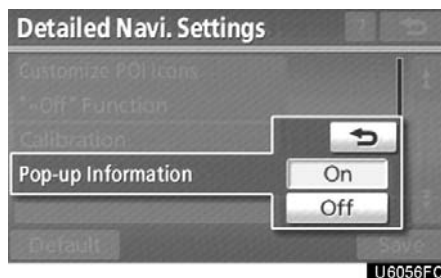 Detailed Navi. Settings
?
Customize POI Icons
"-Off" Function
Calibration
Pop-up Information
On
Off
Default
Save
U6056FC